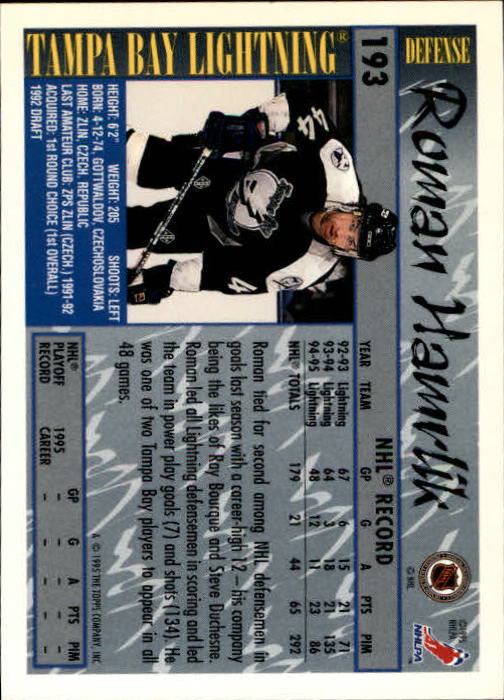 DEFENSE
Roman Hamrlik
© NHL
©1995 NHLPA
NHLPA
193
TAMPA BAY LIGHTNING®
44
HEIGHT: 6'2" WEIGHT: 205 SHOOTS: LEFT
BORN: 4-12-74, GOTTWALDOV, CZECHOSLOVAKIA
HOME: ZLIN, CZECH. REPUBLIC
LAST AMATEUR CLUB: ZPS ZLIN (CZECH.) 1991-92
ACQUIRED: 1st ROUND CHOICE (1st OVERALL)
1992 DRAFT
NHL® RECORD
YEAR TEAM GP G A PTS PIM
92-93 Lightning 67 6 15 21 71
93-94 Lightning 64 3 18 21 135
94-95 Lightning 48 12 11 23 86
NHL® TOTALS 179 21 44 65 292
Roman tied for second among NHL defensemen in
goals last season with a career-high 12 – his company
being the likes of Ray Bourque and Steve Duchesne.
Roman led all Lightning defensemen in scoring and led
the team in power play goals (7) and shots (134). He
was one of two Tampa Bay players to appear in all
48 games.
A © 1995 THE TOPPS COMPANY, INC.
NHL® PLAYOFF RECORD GP G A PTS PIM
1995 – – – – –
CAREER – – – – –